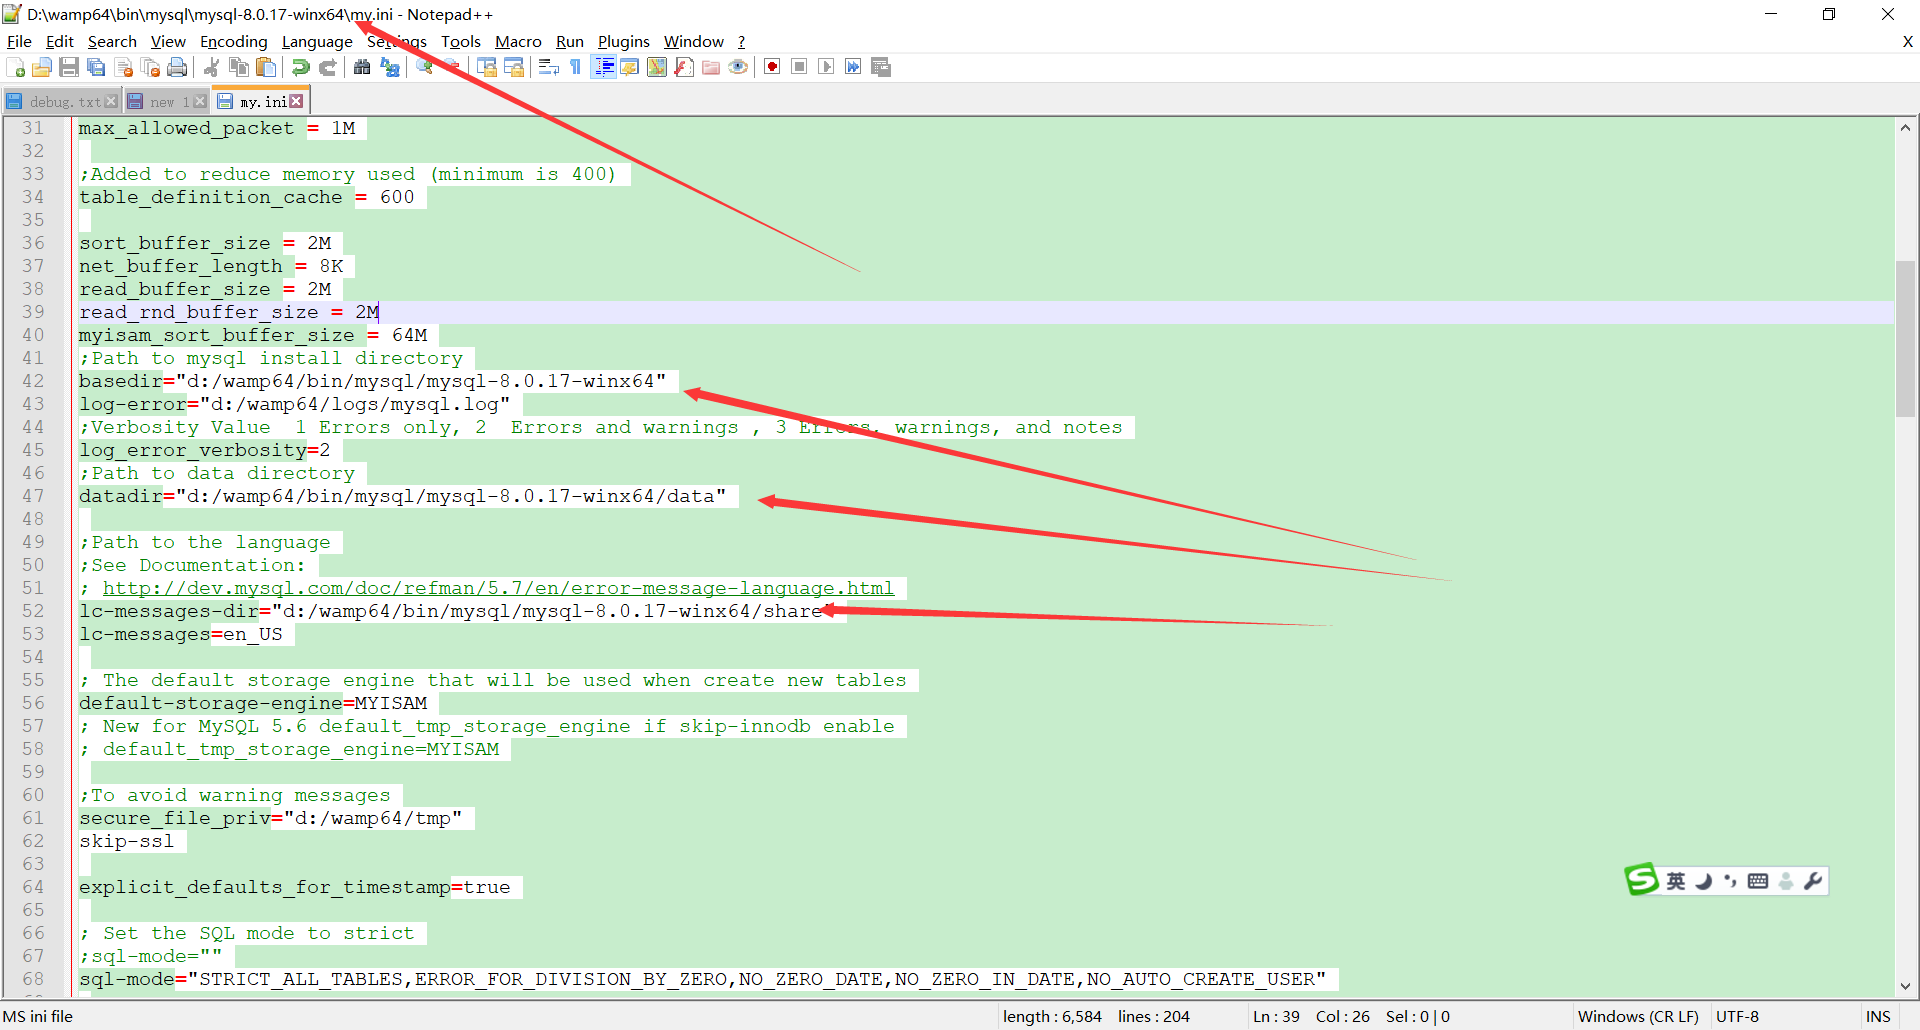 D:\wamp64\bin\mysql\mysql-8.0.17-winx64\my.ini - Notepad++
File Edit Search View Encoding Language Settings Tools Macro Run Plugins Window ?
X
debug.txt new 1 my.ini
31 max_allowed_packet = 1M
32
33 ;Added to reduce memory used (minimum is 400)
34 table_definition_cache = 600
35
36 sort_buffer_size = 2M
37 net_buffer_length = 8K
38 read_buffer_size = 2M
39 read_rnd_buffer_size = 2M
40 myisam_sort_buffer_size = 64M
41 ;Path to mysql install directory
42 basedir="d:/wamp64/bin/mysql/mysql-8.0.17-winx64"
43 log-error="d:/wamp64/logs/mysql.log"
44 ;Verbosity Value  1 Errors only, 2  Errors and warnings , 3 Errors, warnings, and notes
45 log_error_verbosity=2
46 ;Path to data directory
47 datadir="d:/wamp64/bin/mysql/mysql-8.0.17-winx64/data"
48
49 ;Path to the language
50 ;See Documentation:
51 ; http://dev.mysql.com/doc/refman/5.7/en/error-message-language.html
52 lc-messages-dir="d:/wamp64/bin/mysql/mysql-8.0.17-winx64/share"
53 lc-messages=en_US
54
55 ; The default storage engine that will be used when create new tables
56 default-storage-engine=MYISAM
57 ; New for MySQL 5.6 default_tmp_storage_engine if skip-innodb enable
58 ; default_tmp_storage_engine=MYISAM
59
60 ;To avoid warning messages
61 secure_file_priv="d:/wamp64/tmp"
62 skip-ssl
63
64 explicit_defaults_for_timestamp=true
65
66 ; Set the SQL mode to strict
67 ;sql-mode=""
68 sql-mode="STRICT_ALL_TABLES,ERROR_FOR_DIVISION_BY_ZERO,NO_ZERO_DATE,NO_ZERO_IN_DATE,NO_AUTO_CREATE_USER"
S 英
MS ini file length : 6,584 lines : 204 Ln : 39 Col : 26 Sel : 0 | 0 Windows (CR LF) UTF-8 INS